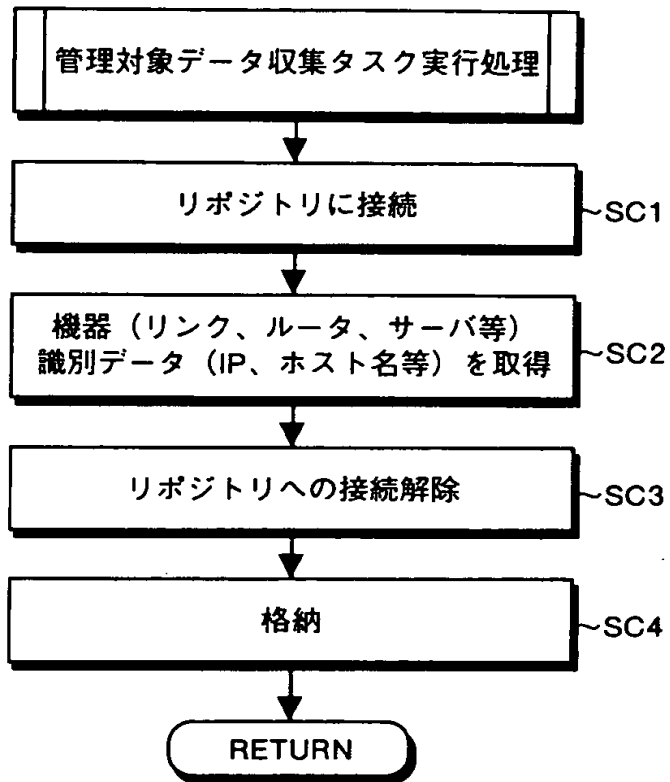 管理対象データ収集タスク実行処理
リポジトリに接続
~SC1
機器（リンク、ルータ、サーバ等）
識別データ（IP、ホスト名等）を取得
~SC2
リポジトリへの接続解除
~SC3
格納
~SC4
RETURN